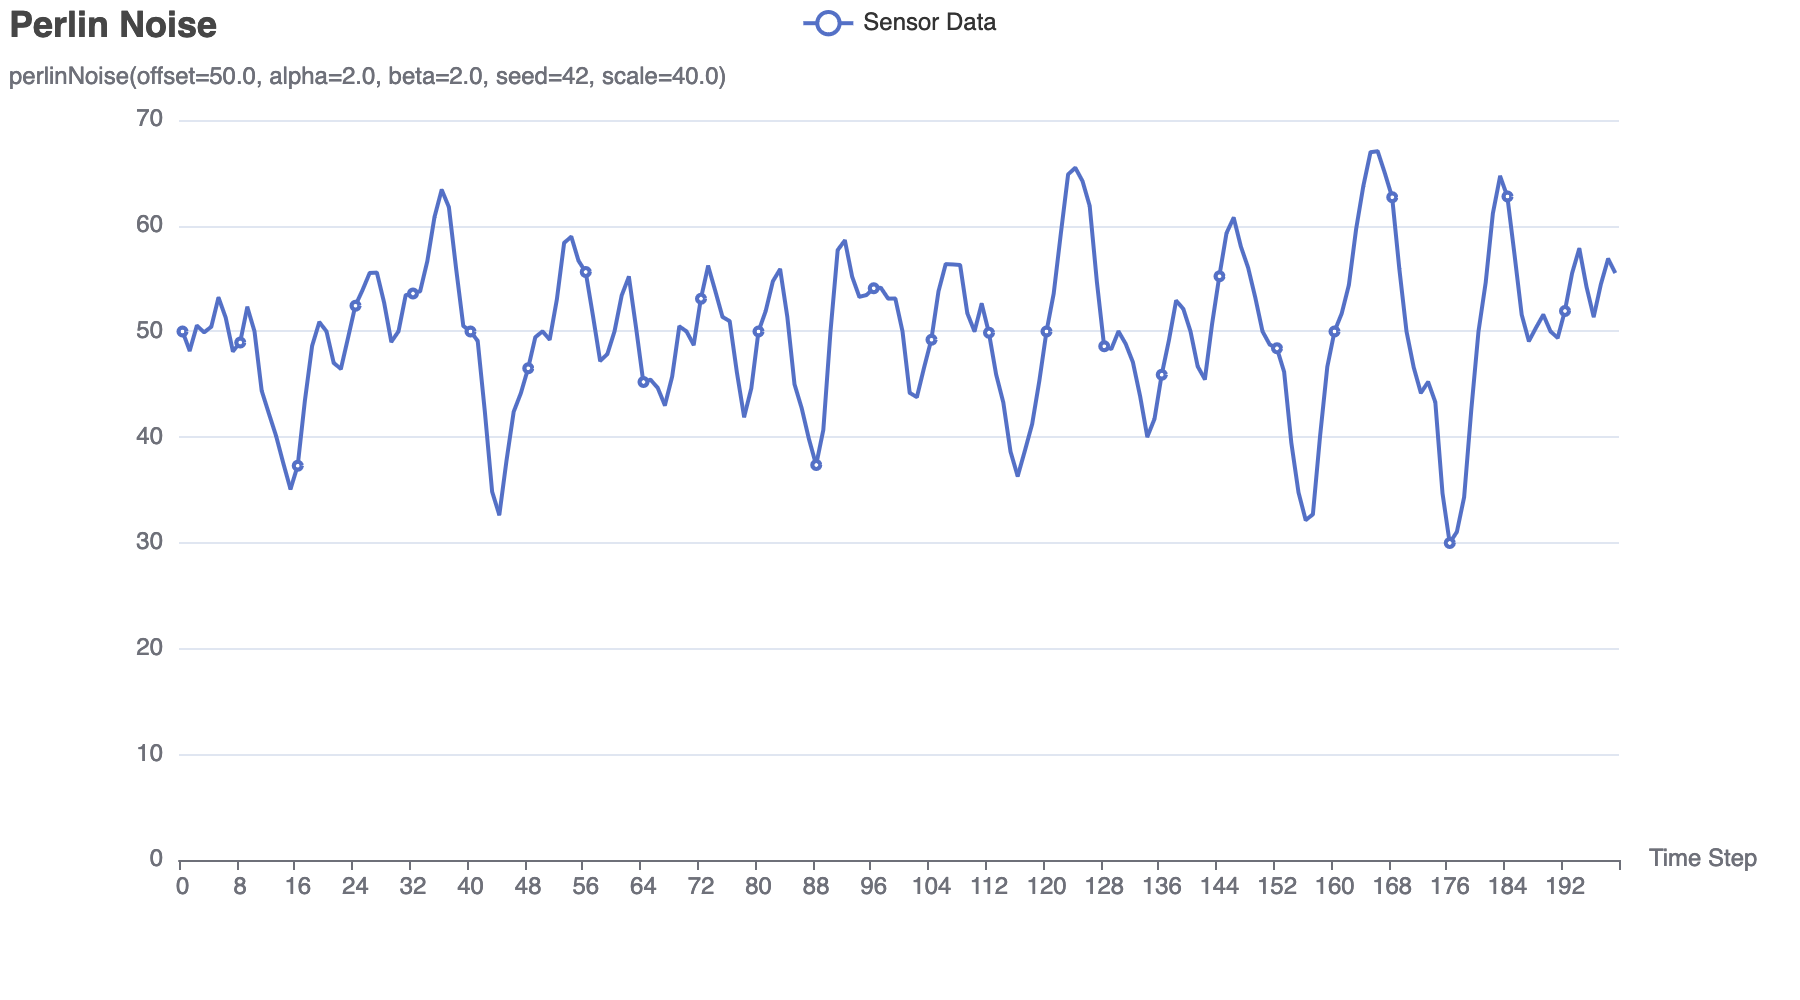 Perlin Noise
Sensor Data
perlinNoise(offset=50.0, alpha=2.0, beta=2.0, seed=42, scale=40.0)
70
60
50
40
30
20
10
0
Time Step
0 8 16 24 32 40 48 56 64 72 80 88 96 104 112 120 128 136 144 152 160 168 176 184 192